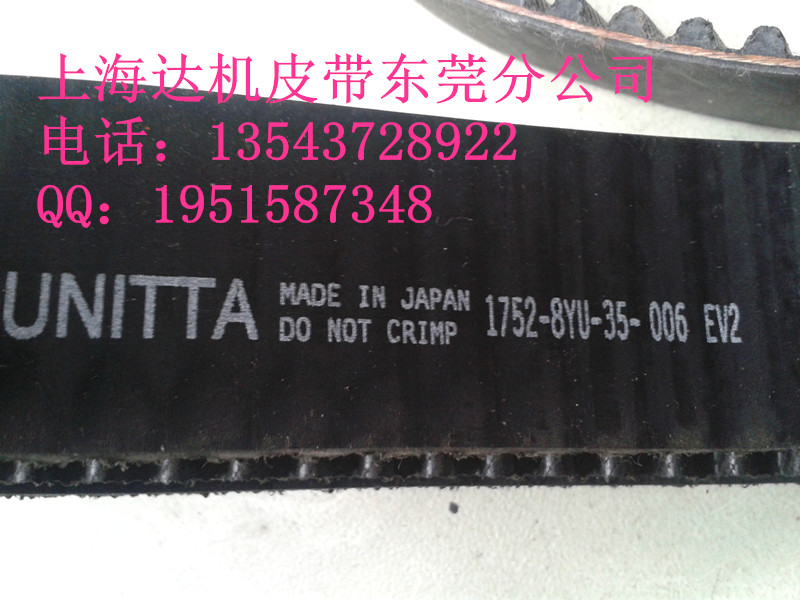 上海达机皮带东莞分公司
电话：13543728922
QQ：1951587348
UNITTA
MADE IN JAPAN
DO NOT CRIMP
1752-8YU-35- 006 EV2